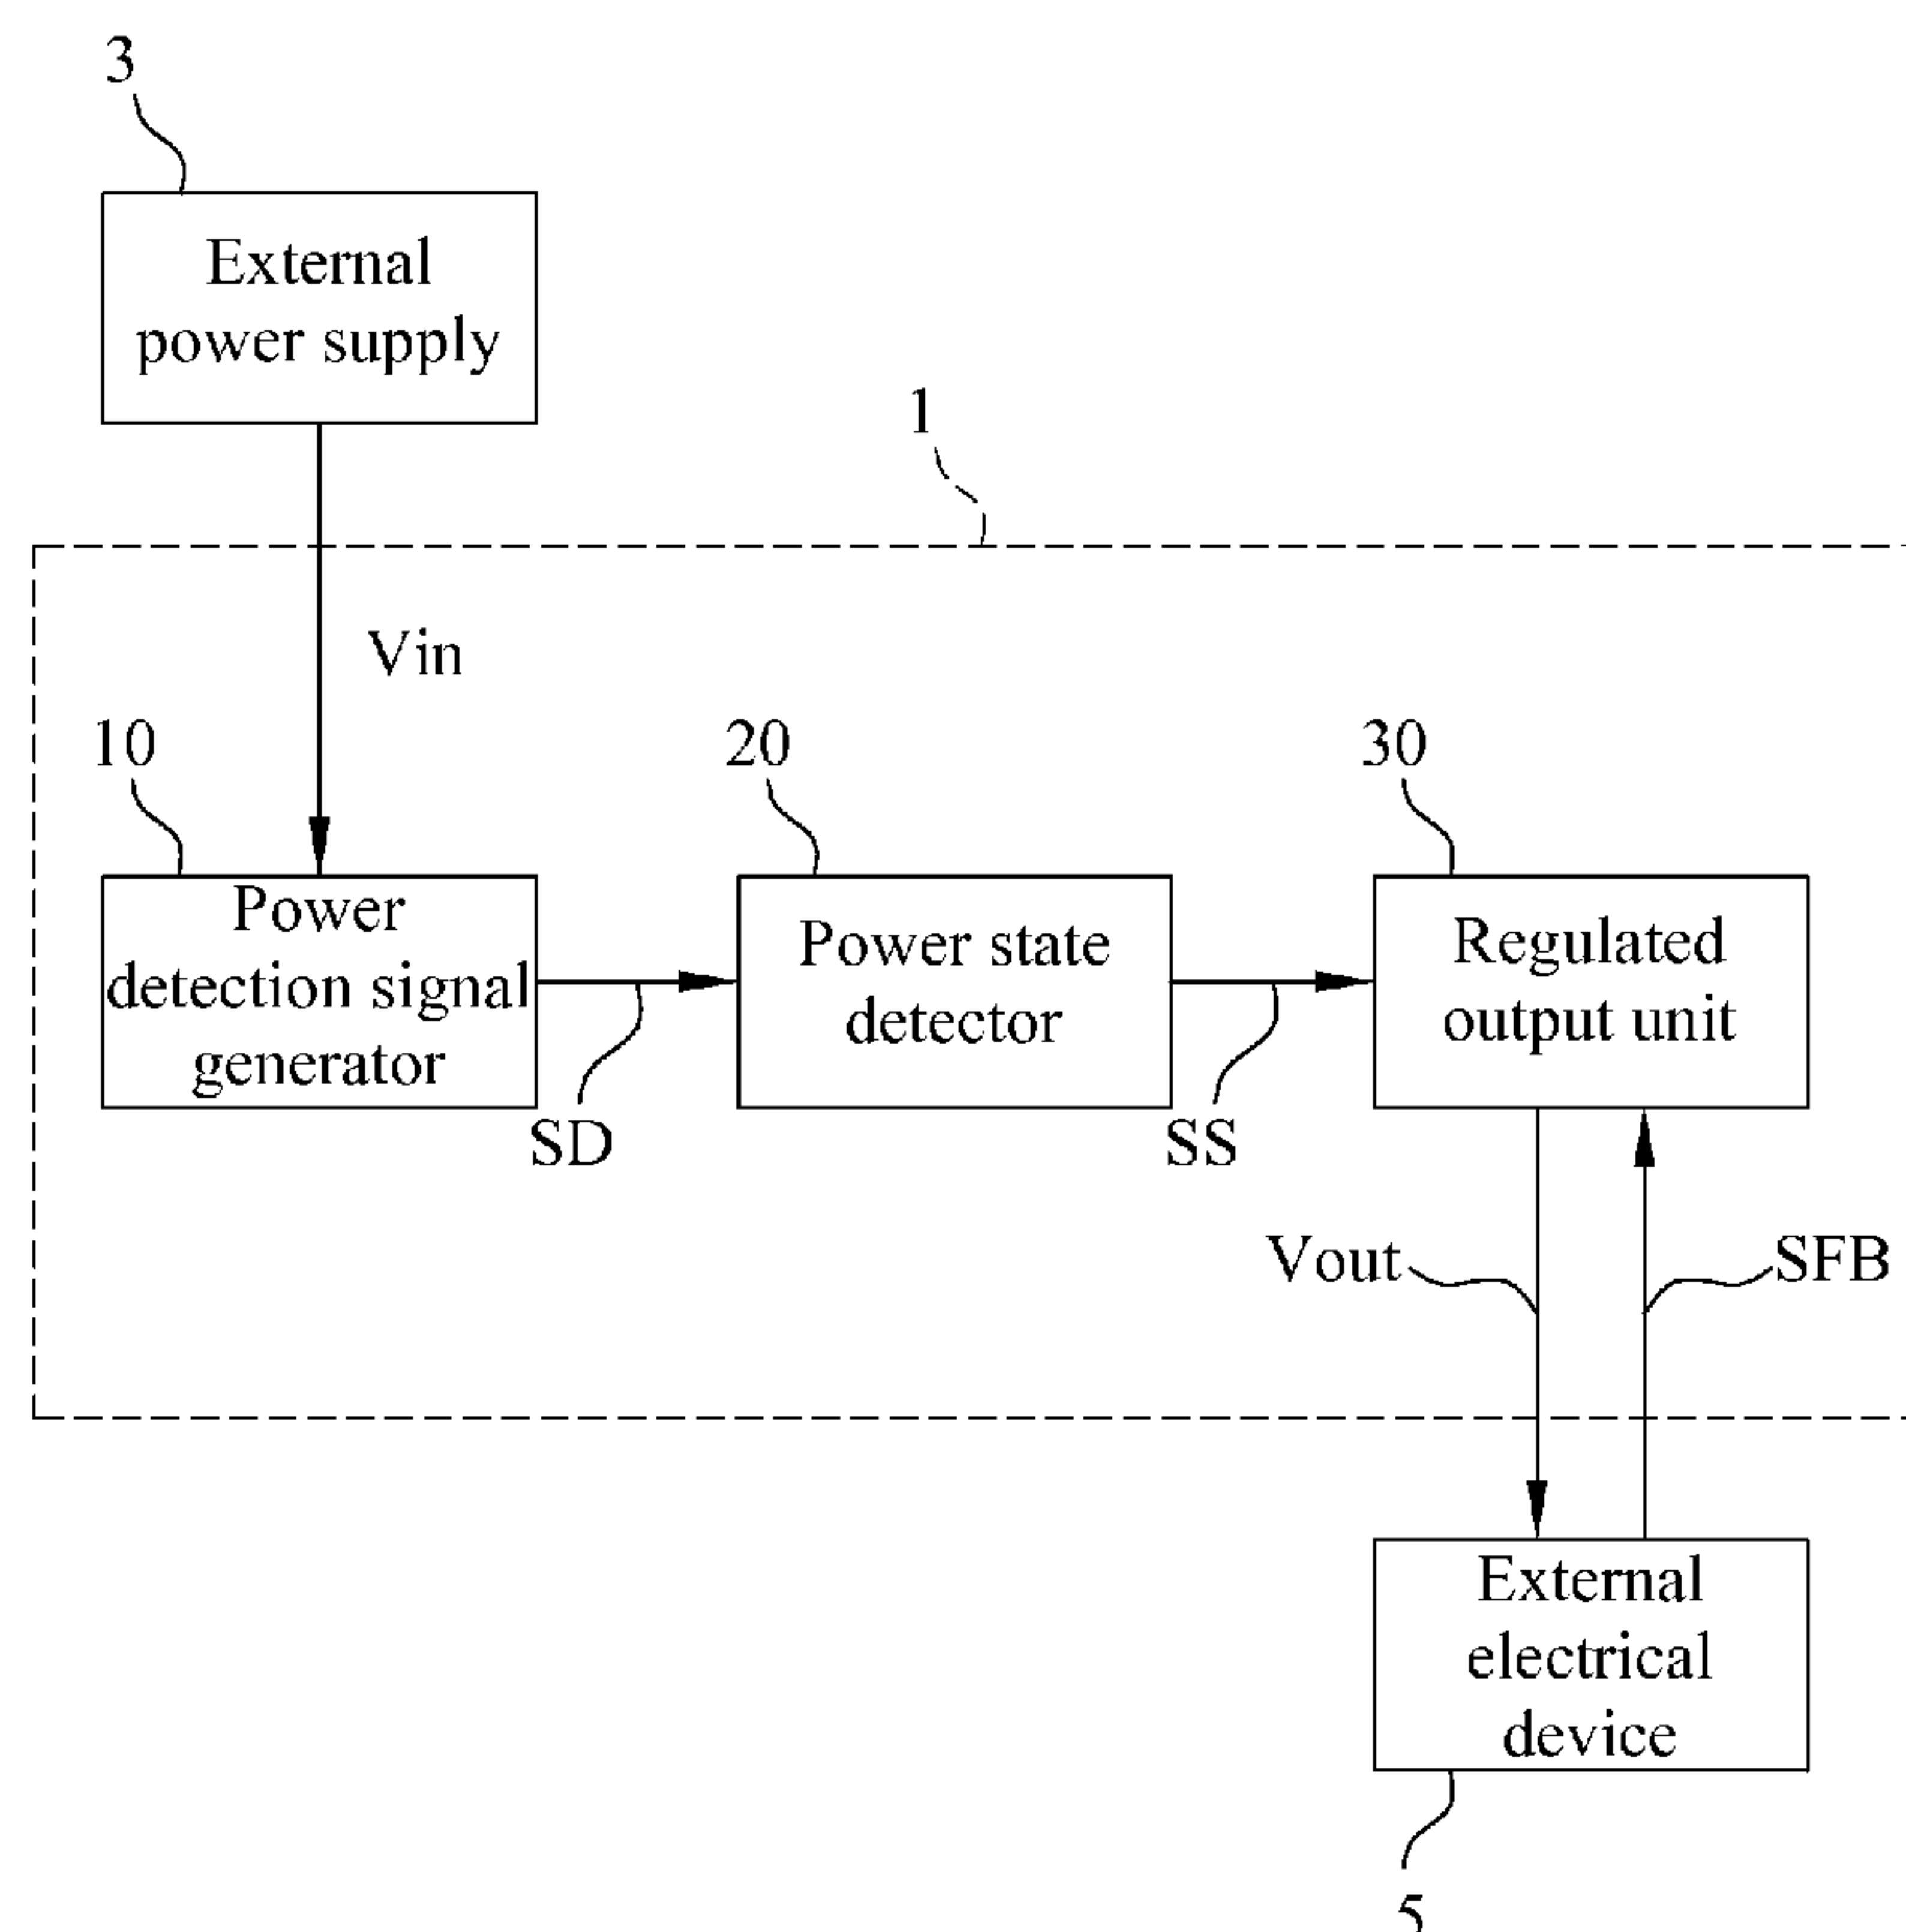 3
External
power supply
1
Vin
10
20
30
Power
detection signal
generator
Power state
detector
Regulated
output unit
SD
SS
Vout
SFB
External
electrical
device
5